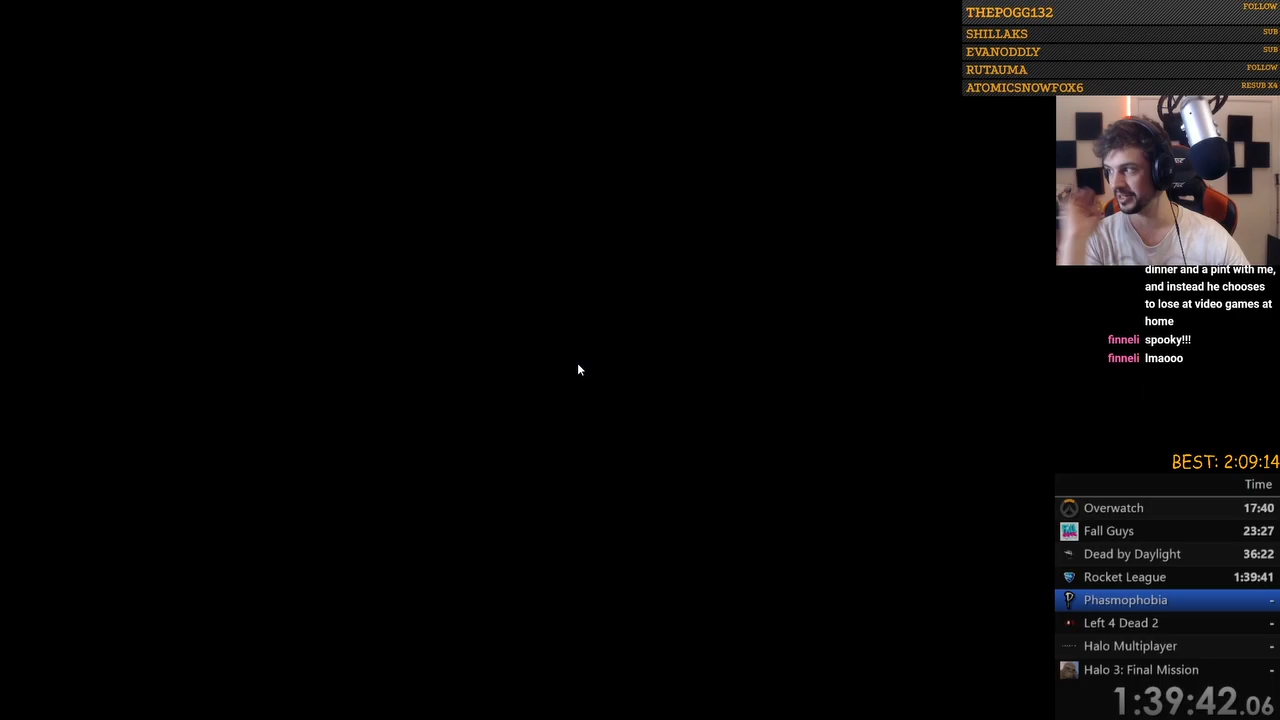 THEPOGG132 FOLLOW
SHILLAKS SUB
EVANODDLY SUB
RUTAUMA FOLLOW
ATOMICSNOWFOX6 RESUB X4
dinner and a pint with me,
and instead he chooses
to lose at video games at
home
finneli spooky!!!
finneli lmaooo
BEST: 2:09:14
Time
Overwatch 17:40
Fall Guys 23:27
Dead by Daylight 36:22
Rocket League 1:39:41
Phasmophobia -
Left 4 Dead 2 -
Halo Multiplayer -
Halo 3: Final Mission -
1:39:42.06